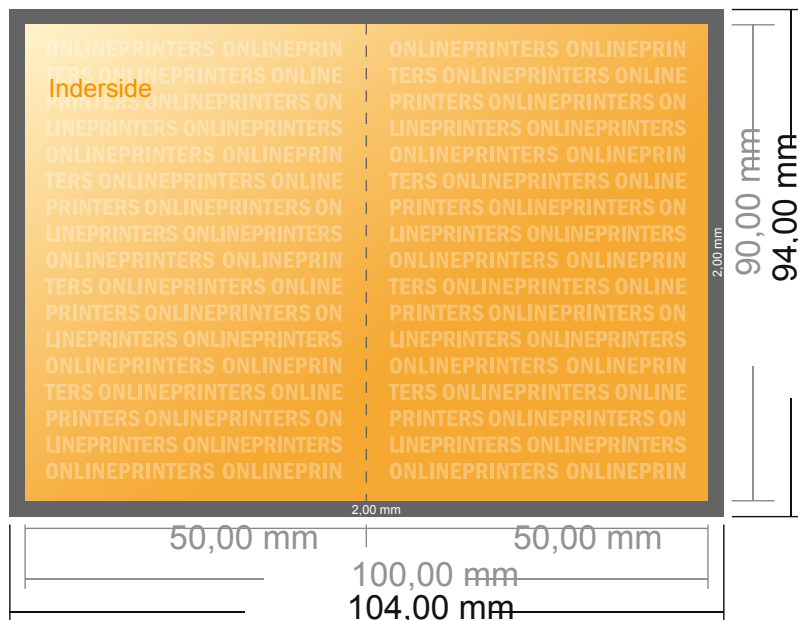 ONLINEPRINTERS ONLINEPRIN
TERS ONLINEPRINTERS ONLINE
PRINTERS ONLINEPRINTERS ON
LINEPRINTERS ONLINEPRINTERS
ONLINEPRINTERS ONLINEPRIN
TERS ONLINEPRINTERS ONLINE
PRINTERS ONLINEPRINTERS ON
LINEPRINTERS ONLINEPRINTERS
ONLINEPRINTERS ONLINEPRIN
TERS ONLINEPRINTERS ONLINE
PRINTERS ONLINEPRINTERS ON
LINEPRINTERS ONLINEPRINTERS
ONLINEPRINTERS ONLINEPRIN
TERS ONLINEPRINTERS ONLINE
PRINTERS ONLINEPRINTERS ON
LINEPRINTERS ONLINEPRINTERS
ONLINEPRINTERS ONLINEPRIN
Inderside
ONLINEPRINTERS ONLINEPRIN
TERS ONLINEPRINTERS ONLINE
PRINTERS ONLINEPRINTERS ON
LINEPRINTERS ONLINEPRINTERS
ONLINEPRINTERS ONLINEPRIN
TERS ONLINEPRINTERS ONLINE
PRINTERS ONLINEPRINTERS ON
LINEPRINTERS ONLINEPRINTERS
ONLINEPRINTERS ONLINEPRIN
TERS ONLINEPRINTERS ONLINE
PRINTERS ONLINEPRINTERS ON
LINEPRINTERS ONLINEPRINTERS
ONLINEPRINTERS ONLINEPRIN
TERS ONLINEPRINTERS ONLINE
PRINTERS ONLINEPRINTERS ON
LINEPRINTERS ONLINEPRINTERS
ONLINEPRINTERS ONLINEPRIN
2,00 mm
90,00 mm
94,00 mm
2,00 mm
50,00 mm
50,00 mm
100,00 mm
104,00 mm